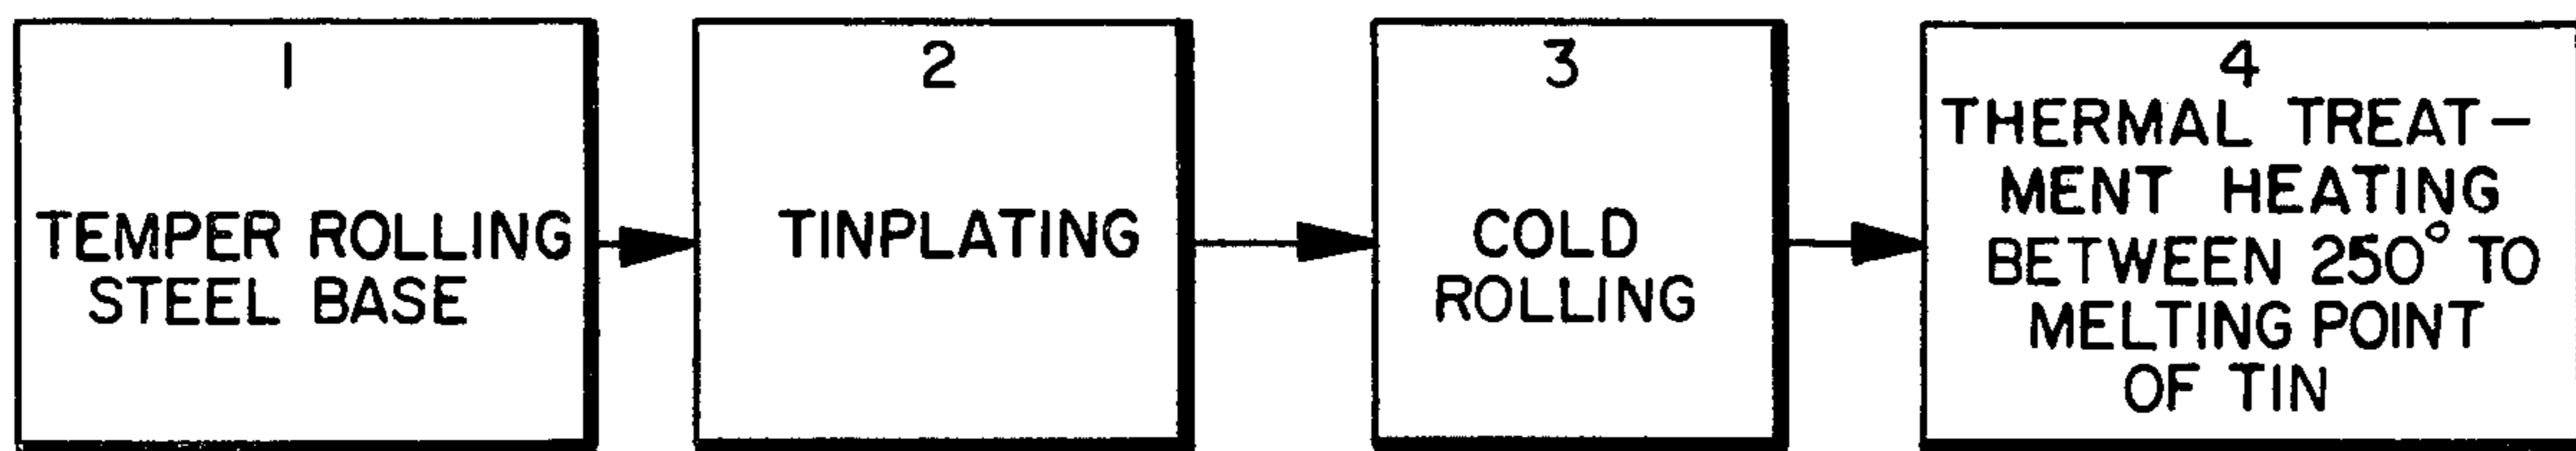 1
TEMPER ROLLING
STEEL BASE
2
TINPLATING
3
COLD
ROLLING
4
THERMAL TREAT-
MENT HEATING
BETWEEN 250° TO
MELTING POINT
OF TIN